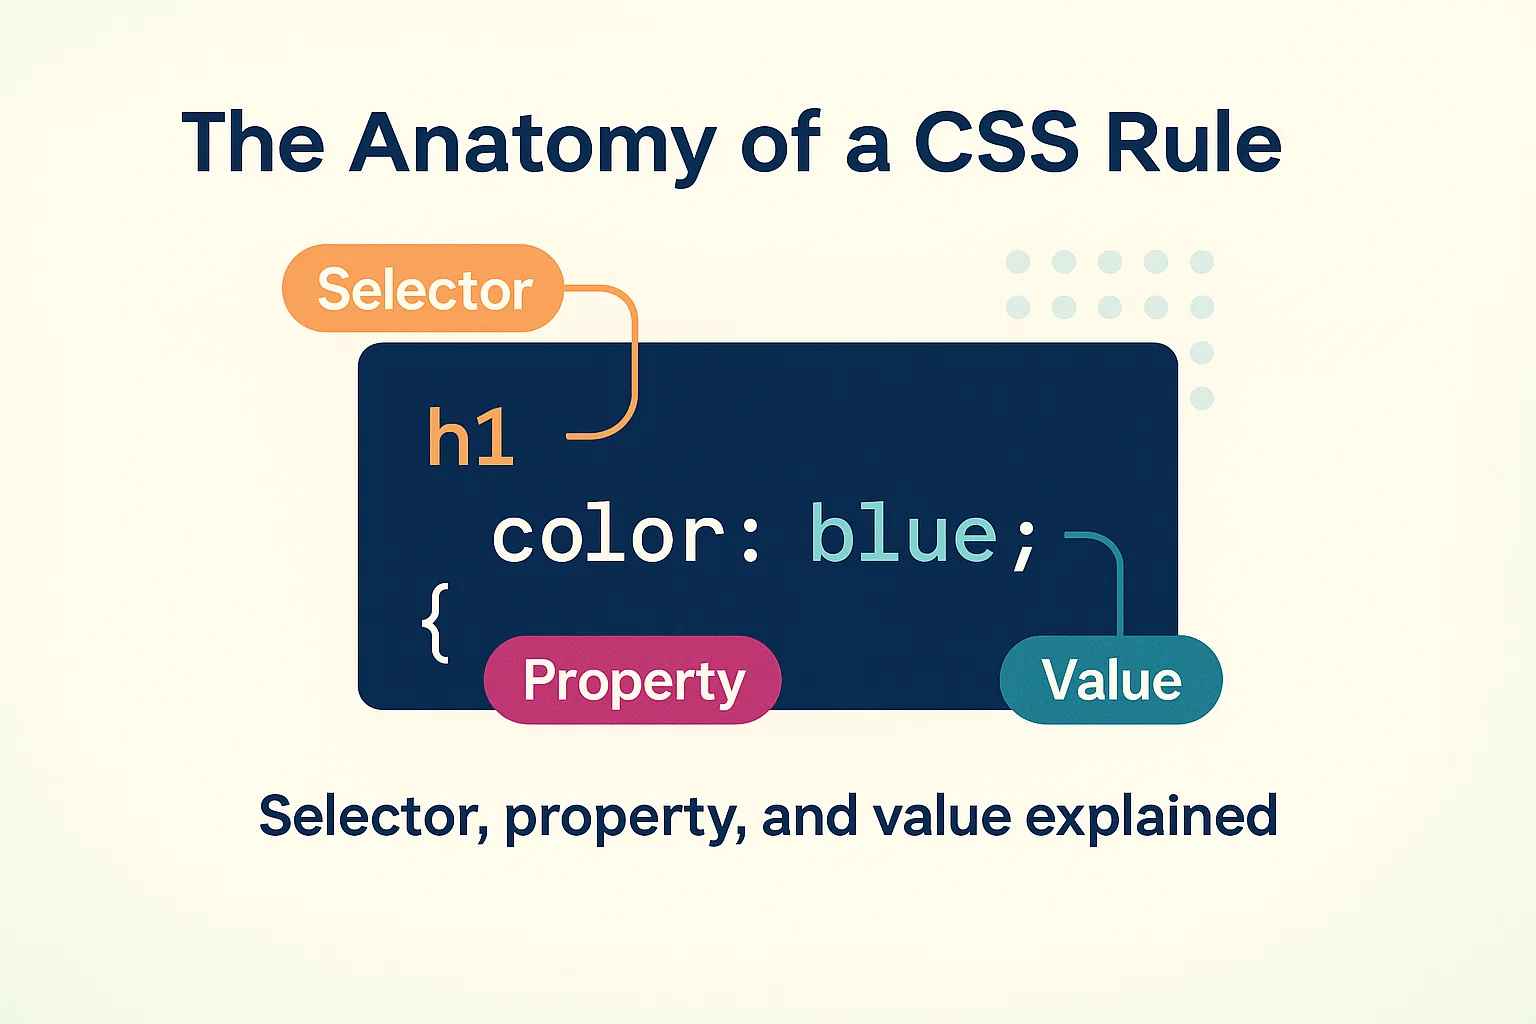 The Anatomy of a CSS Rule
Selector
h1
color: blue;
{
Property
Value
Selector, property, and value explained